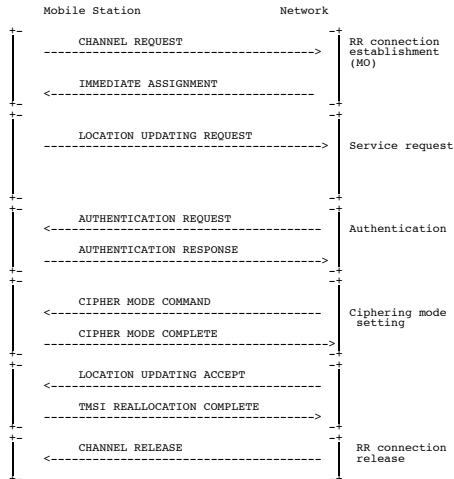 Mobile Station Network
CHANNEL REQUEST
RR connection
establishment
(MO)
IMMEDIATE ASSIGNMENT
LOCATION UPDATING REQUEST
Service request
AUTHENTICATION REQUEST
Authentication
AUTHENTICATION RESPONSE
CIPHER MODE COMMAND
Ciphering mode
setting
CIPHER MODE COMPLETE
LOCATION UPDATING ACCEPT
TMSI REALLOCATION COMPLETE
CHANNEL RELEASE
RR connection
release